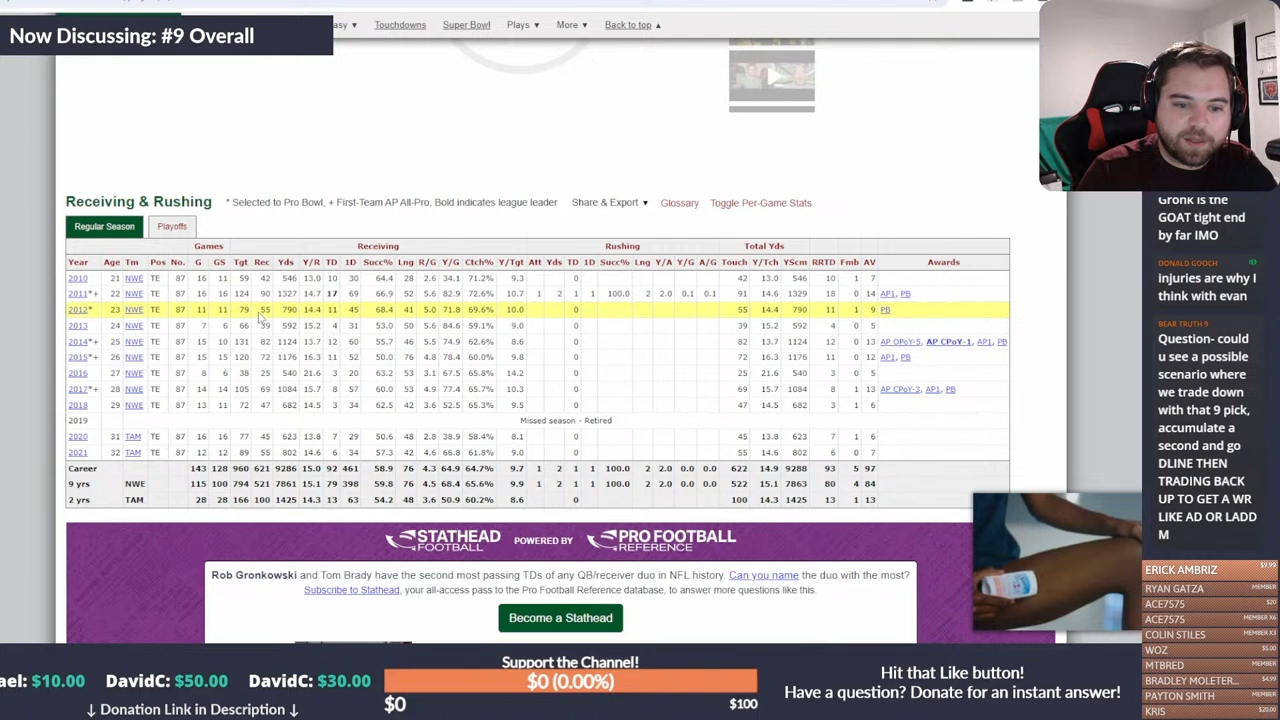 Now Discussing: #9 Overall
Touchdowns Super Bowl Plays ▼ More ▼ Back to top ▲
Receiving & Rushing * Selected to Pro Bowl, + First-Team AP All-Pro, Bold indicates league leader Share & Export ▼ Glossary Toggle Per-Game Stats
Regular Season Playoffs
Games Receiving Rushing Total Yds
Year Age Tm Pos No. G GS Tgt Rec Yds Y/R TD 1D Succ% Lng R/G Y/G Ctch% Y/Tgt Att Yds TD 1D Succ% Lng Y/A Y/G A/G Touch Y/Tch YScm RRTD Fmb AV Awards
2010 21 NWE TE 87 16 11 59 42 546 13.0 10 30 64.4 28 2.6 34.1 71.2% 9.3 0 42 13.0 546 10 1 7
2011*+ 22 NWE TE 87 16 16 124 90 1327 14.7 17 69 66.9 52 5.6 82.9 72.6% 10.7 1 2 1 1 100.0 2 2.0 0.1 0.1 91 14.6 1329 18 0 14 AP1, PB
2012* 23 NWE TE 87 11 11 79 55 790 14.4 11 45 68.4 41 5.0 71.8 69.6% 10.0 0 55 14.4 790 11 1 9 PB
2013 24 NWE TE 87 7 6 66 39 592 15.2 4 31 53.0 50 5.6 84.6 59.1% 9.0 0 39 15.2 592 4 0 5
2014*+ 25 NWE TE 87 15 10 131 82 1124 13.7 12 60 55.7 46 5.5 74.9 62.6% 8.6 0 82 13.7 1124 12 0 13 AP OPoY-5, AP CPoY-1, AP1, PB
2015*+ 26 NWE TE 87 15 15 120 72 1176 16.3 11 52 50.0 76 4.8 78.4 60.0% 9.8 0 72 16.3 1176 11 0 12 AP1, PB
2016 27 NWE TE 87 8 6 38 25 540 21.6 3 20 63.2 53 3.1 67.5 65.8% 14.2 0 25 21.6 540 3 0 5
2017*+ 28 NWE TE 87 14 14 105 69 1084 15.7 8 57 60.0 53 4.9 77.4 65.7% 10.3 0 69 15.7 1084 8 1 13 AP CPoY-3, AP1, PB
2018 29 NWE TE 87 13 11 72 47 682 14.5 3 34 62.5 42 3.6 52.5 65.3% 9.5 0 47 14.5 682 3 1 6
2019 Missed season - Retired
2020 31 TAM TE 87 16 16 77 45 623 13.8 7 29 50.6 48 2.8 38.9 58.4% 8.1 0 45 13.8 623 7 1 6
2021 32 TAM TE 87 12 12 89 55 802 14.6 6 34 57.3 42 4.6 66.8 61.8% 9.0 0 55 14.6 802 6 0 7
Career 143 128 960 621 9286 15.0 92 461 58.9 76 4.3 64.9 64.7% 9.7 1 2 1 1 100.0 2 2.0 0.0 0.0 622 14.9 9288 93 5 97
9 yrs NWE 115 100 794 521 7861 15.1 79 398 59.8 76 4.5 68.4 65.6% 9.9 1 2 1 1 100.0 2 2.0 0.0 0.0 522 15.1 7863 80 4 84
2 yrs TAM 28 28 166 100 1425 14.3 13 63 54.2 48 3.6 50.9 60.2% 8.6 0 100 14.3 1425 13 1 13
STATHEAD FOOTBALL POWERED BY PRO FOOTBALL REFERENCE
Rob Gronkowski and Tom Brady have the second most passing TDs of any QB/receiver duo in NFL history. Can you name the duo with the most?
Subscribe to Stathead, your all-access pass to the Pro Football Reference database, to answer more questions like this.
Become a Stathead
Gronk is the
GOAT tight end
by far IMO
DONALD GOOCH
injuries are why I
think with evan
BEAR TRUTH 9
Question- could
u see a possible
scenario where
we trade down
with that 9 pick,
accumulate a
second and go
DLINE THEN
TRADING BACK
UP TO GET A WR
LIKE AD OR LADD
M
ERICK AMBRIZ $9.99
RYAN GATZA MEMBER
ACE7575 $20
ACE7575 MEMBER X6
COLIN STILES MEMBER X3
WOZ $5.00
MTBRED MEMBER
BRADLEY MOLETER... $4.99
PAYTON SMITH MEMBER
KRIS $20.00
ael: $10.00 DavidC: $50.00 DavidC: $30.00
↓ Donation Link in Description ↓
Support the Channel!
$0 (0.00%)
$0 $100
Hit that Like button!
Have a question? Donate for an instant answer!